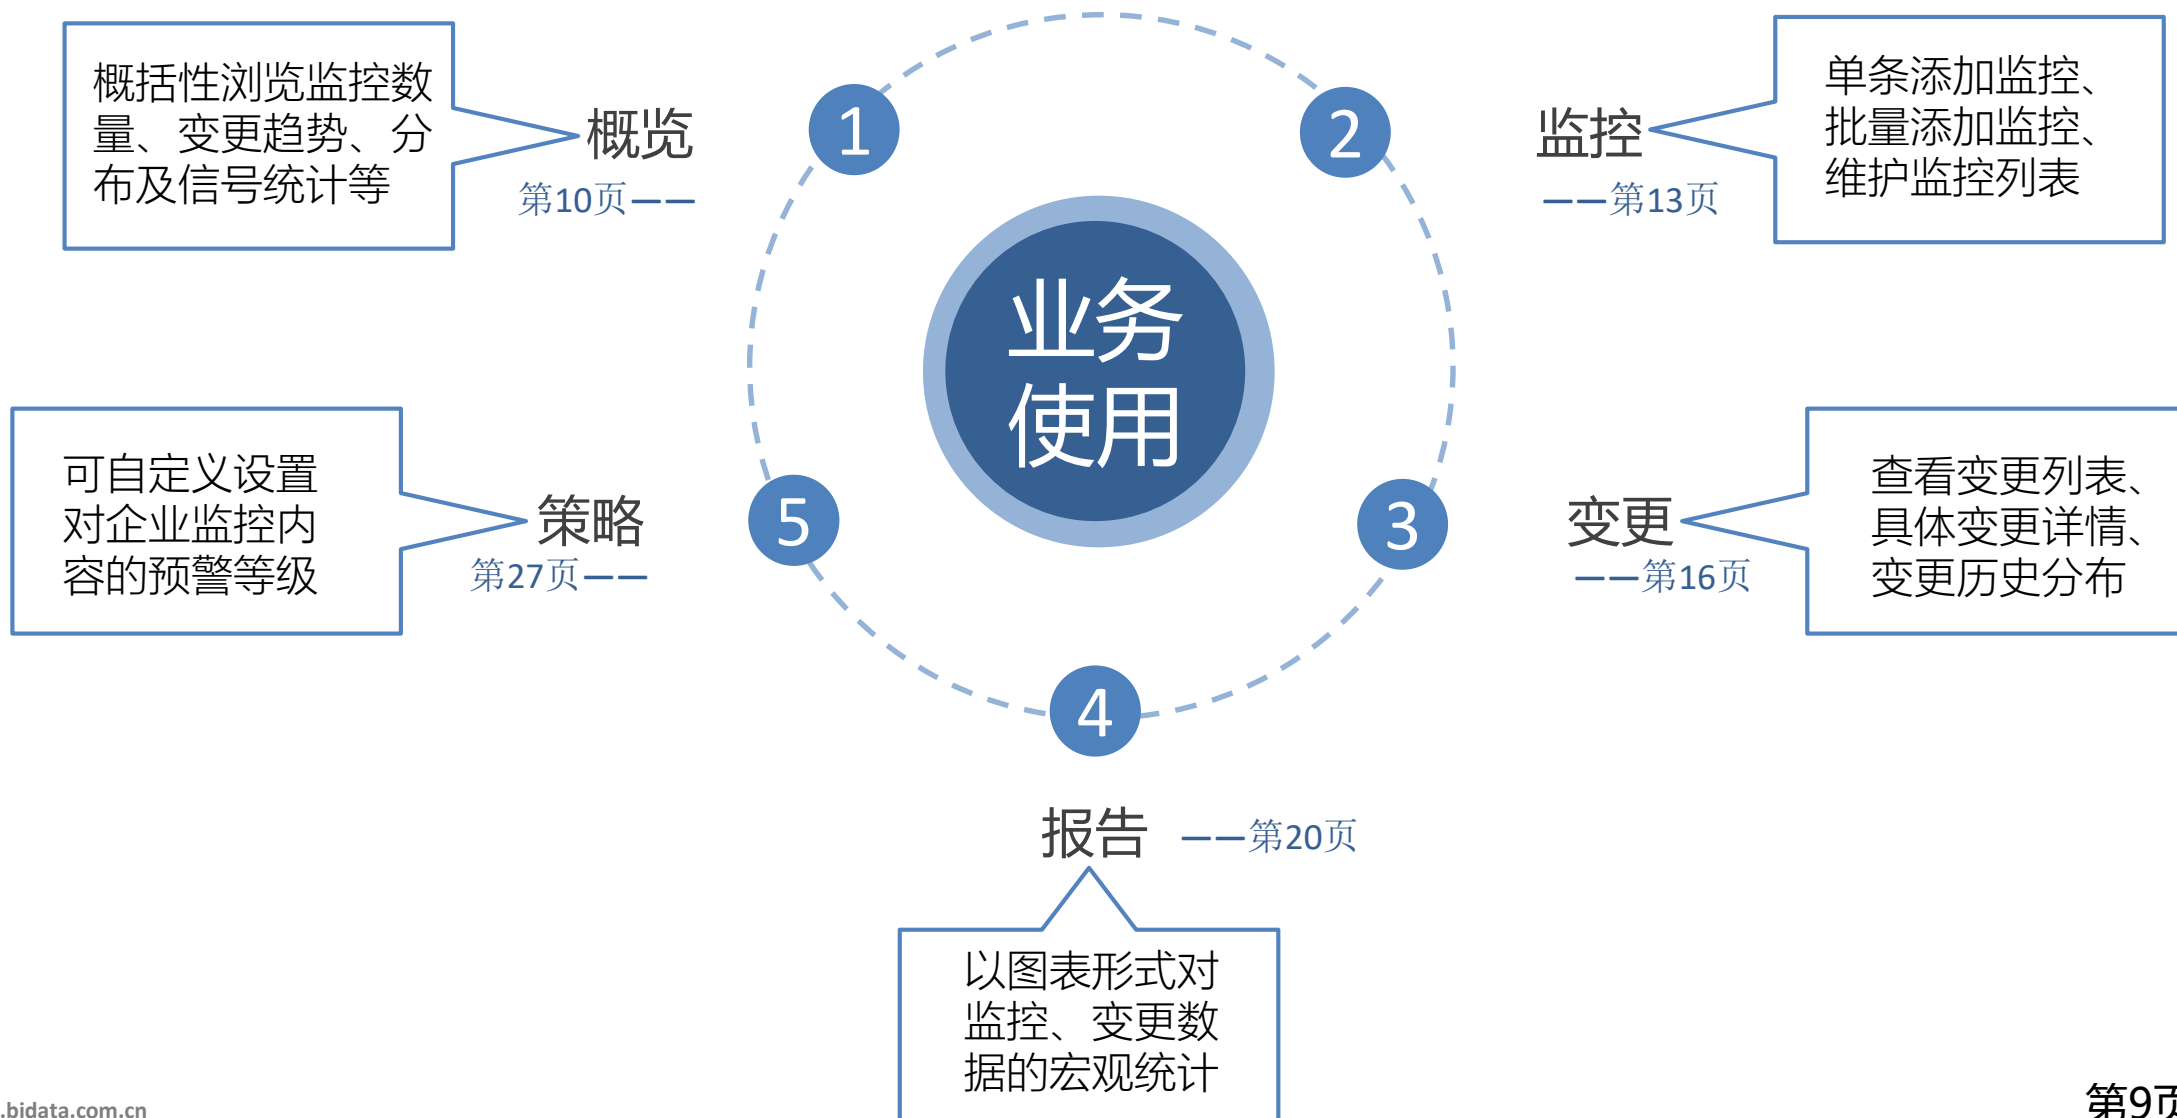 概括性浏览监控数
量、变更趋势、分
布及信号统计等
概览
第10页——
1
2
监控
——第13页
单条添加监控、
批量添加监控、
维护监控列表
业务
使用
可自定义设置
对企业监控内
容的预警等级
策略
第27页——
5
3
变更
——第16页
查看变更列表、
具体变更详情、
变更历史分布
4
报告
——第20页
以图表形式对
监控、变更数
据的宏观统计
.bidata.com.cn
第9页